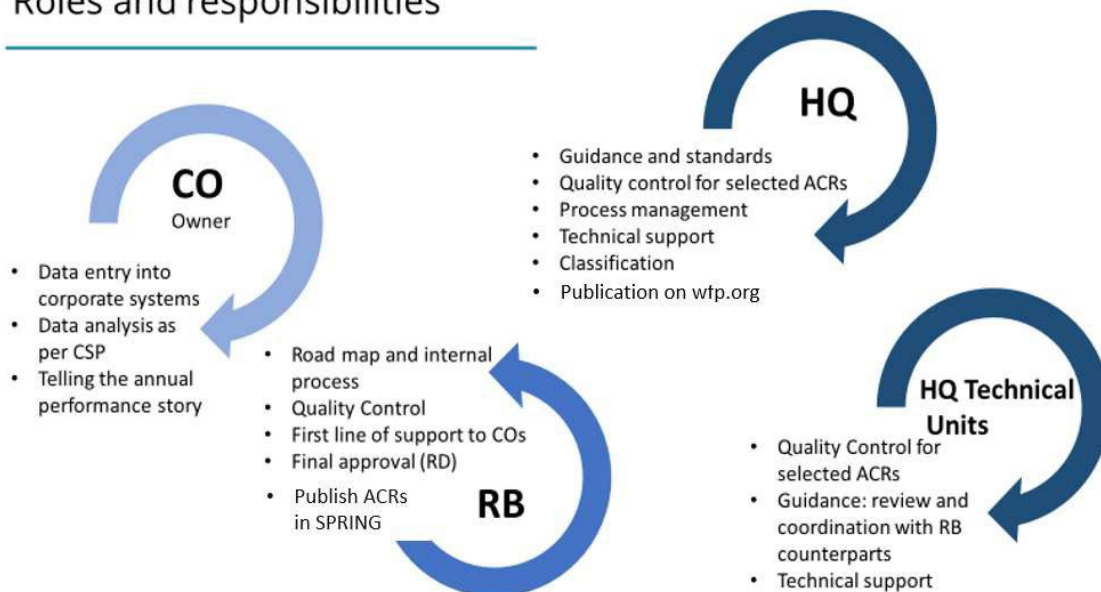 Roles and responsibilities
CO
Owner
• Data entry into
corporate systems
• Data analysis as
per CSP
• Telling the annual
performance story
• Road map and internal
process
• Quality Control
• First line of support to COs
• Final approval (RD)
• Publish ACRs
in SPRING
RB
HQ
• Guidance and standards
• Quality control for selected ACRs
• Process management
• Technical support
• Classification
• Publication on wfp.org
HQ Technical
Units
• Quality Control for
selected ACRs
• Guidance: review and
coordination with RB
counterparts
• Technical support